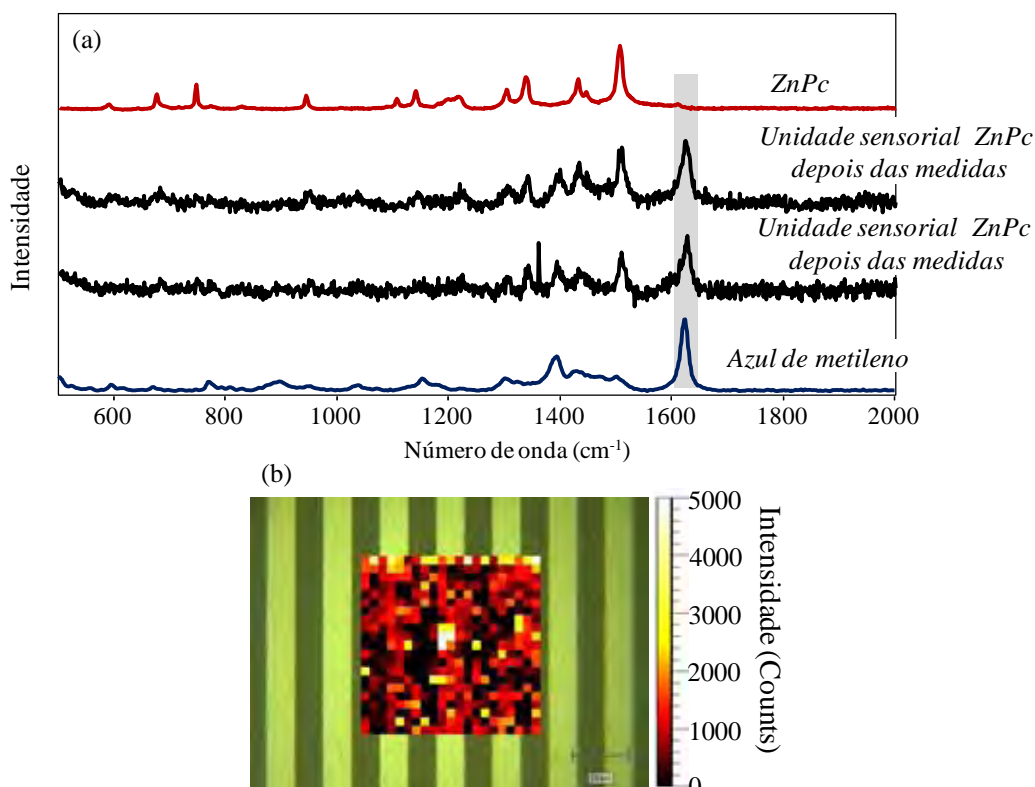 (a)
ZnPc
Unidade sensorial ZnPc
depois das medidas
Unidade sensorial ZnPc
depois das medidas
Azul de metileno
Intensidade
600 800 1000 1200 1400 1600 1800 2000
Número de onda (cm-1)
(b)
5000
4000
3000
2000
1000
0
Intensidade (Counts)